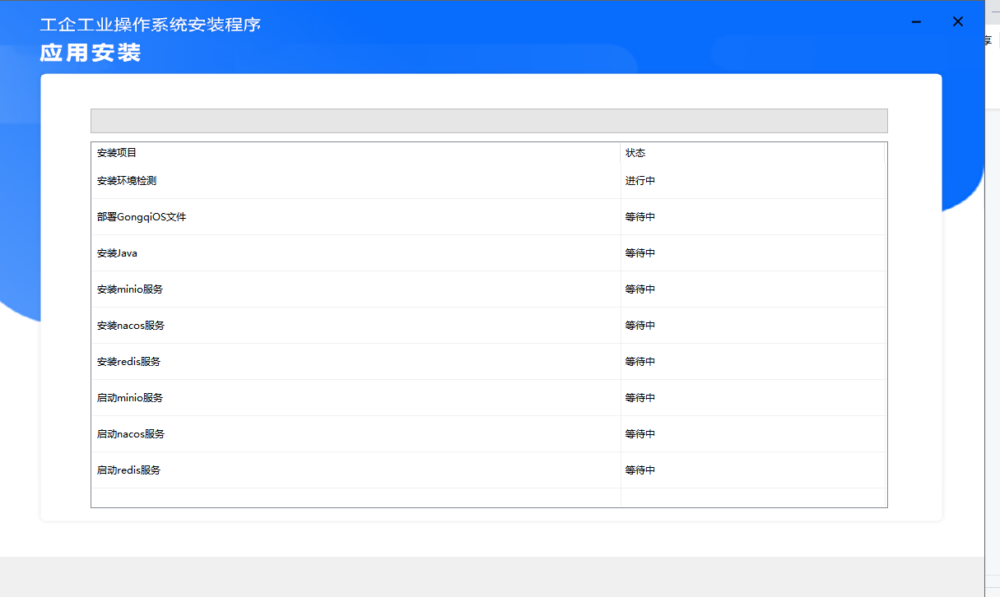 工企工业操作系统安装程序
应用安装
享
安装项目 状态
安装环境检测 进行中
部署GongqiOS文件 等待中
安装Java 等待中
安装minio服务 等待中
安装nacos服务 等待中
安装redis服务 等待中
启动minio服务 等待中
启动nacos服务 等待中
启动redis服务 等待中